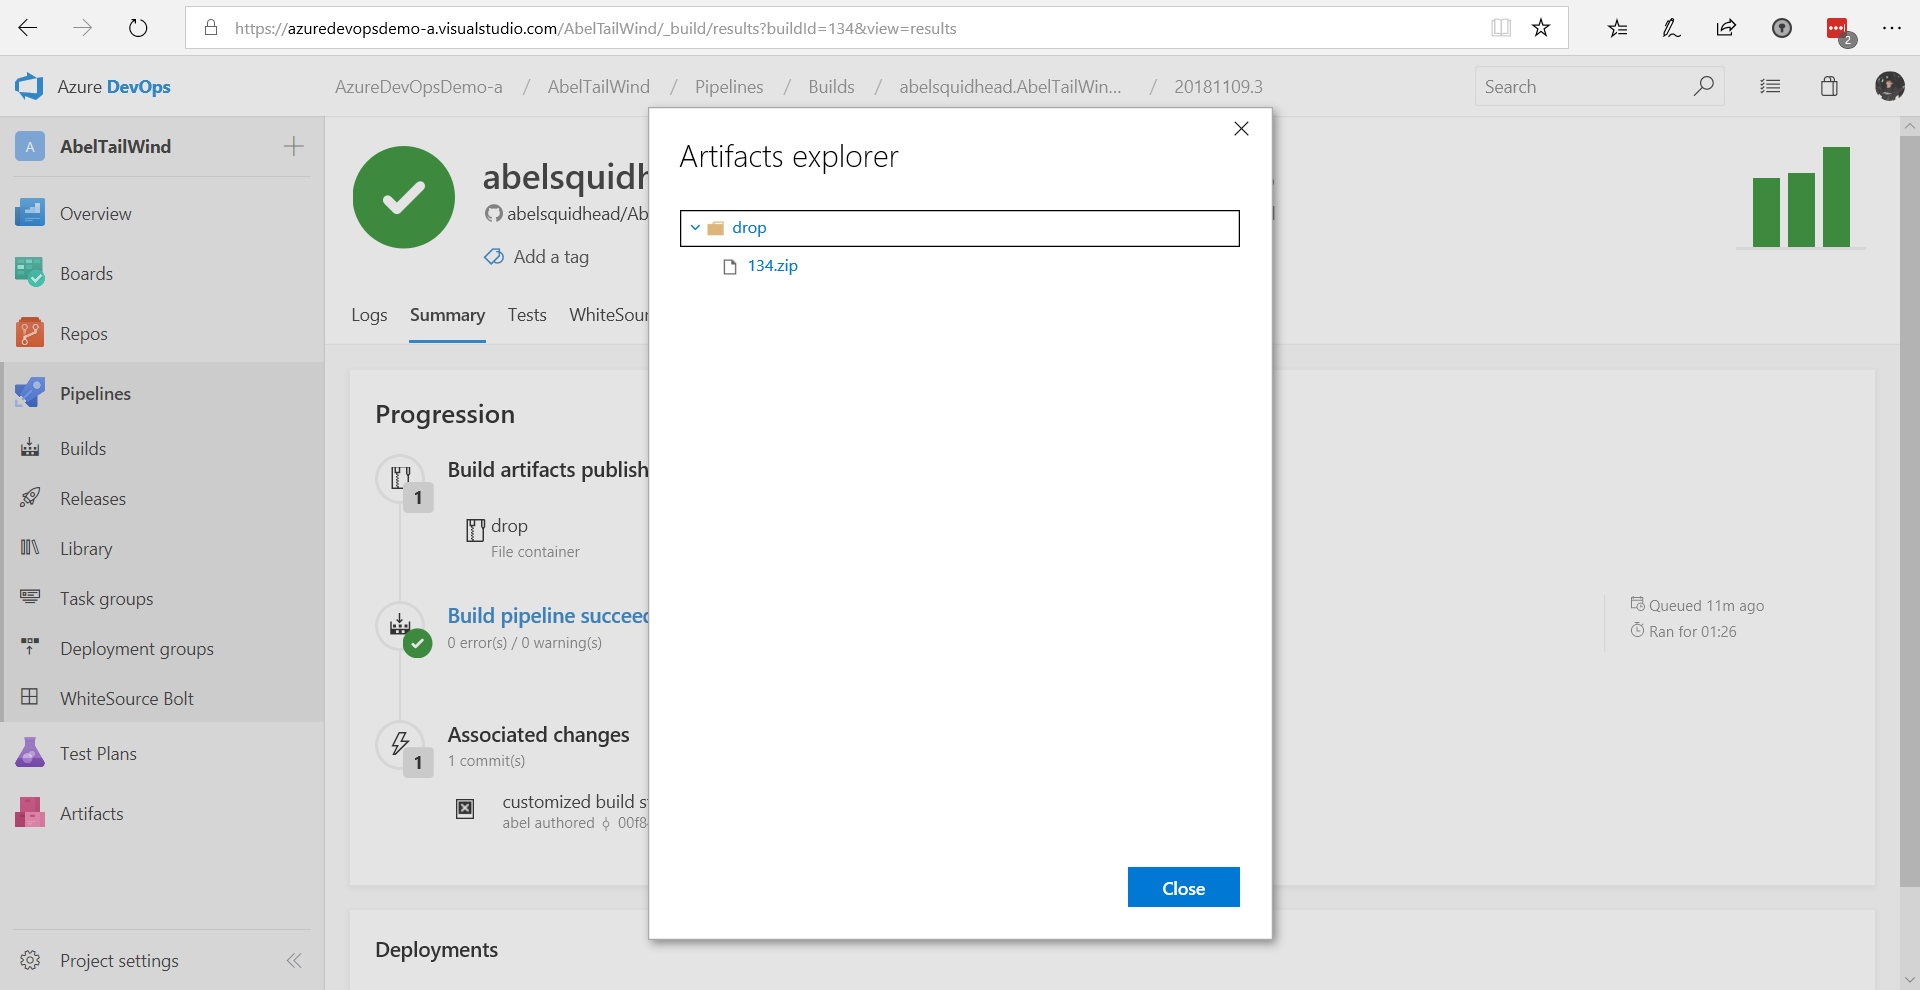 https://azuredevopsdemo-a.visualstudio.com/AbelTailWind/_build/results?buildId=134&view=results
2
Azure DevOps
AzureDevOpsDemo-a / AbelTailWind / Pipelines / Builds / abelsquidhead.AbelTailWin... / 20181109.3
Search
A AbelTailWind
Overview
Boards
Repos
Pipelines
Builds
Releases
Library
Task groups
Deployment groups
WhiteSource Bolt
Test Plans
Artifacts
Project settings
abelsquidh
abelsquidhead/Ab
Add a tag
Logs
Summary
Tests
WhiteSour
Progression
Build artifacts publish
1
drop
File container
Build pipeline succeed
0 error(s) / 0 warning(s)
Queued 11m ago
Ran for 01:26
Associated changes
1
1 commit(s)
customized build s
abel authored 00f8
Deployments
Artifacts explorer
drop
134.zip
Close